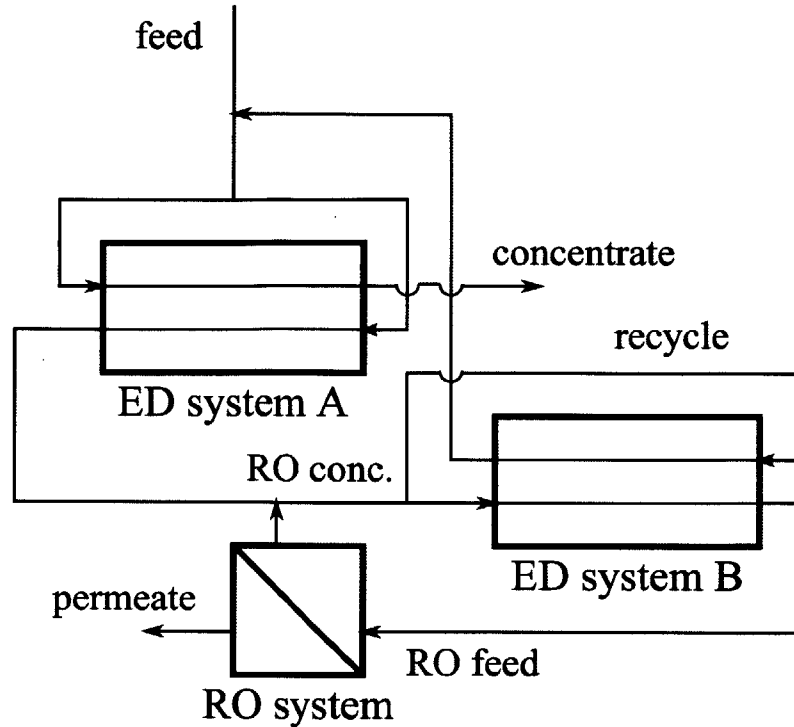 feed
concentrate
recycle
ED system A
RO conc.
ED system B
permeate
RO feed
RO system